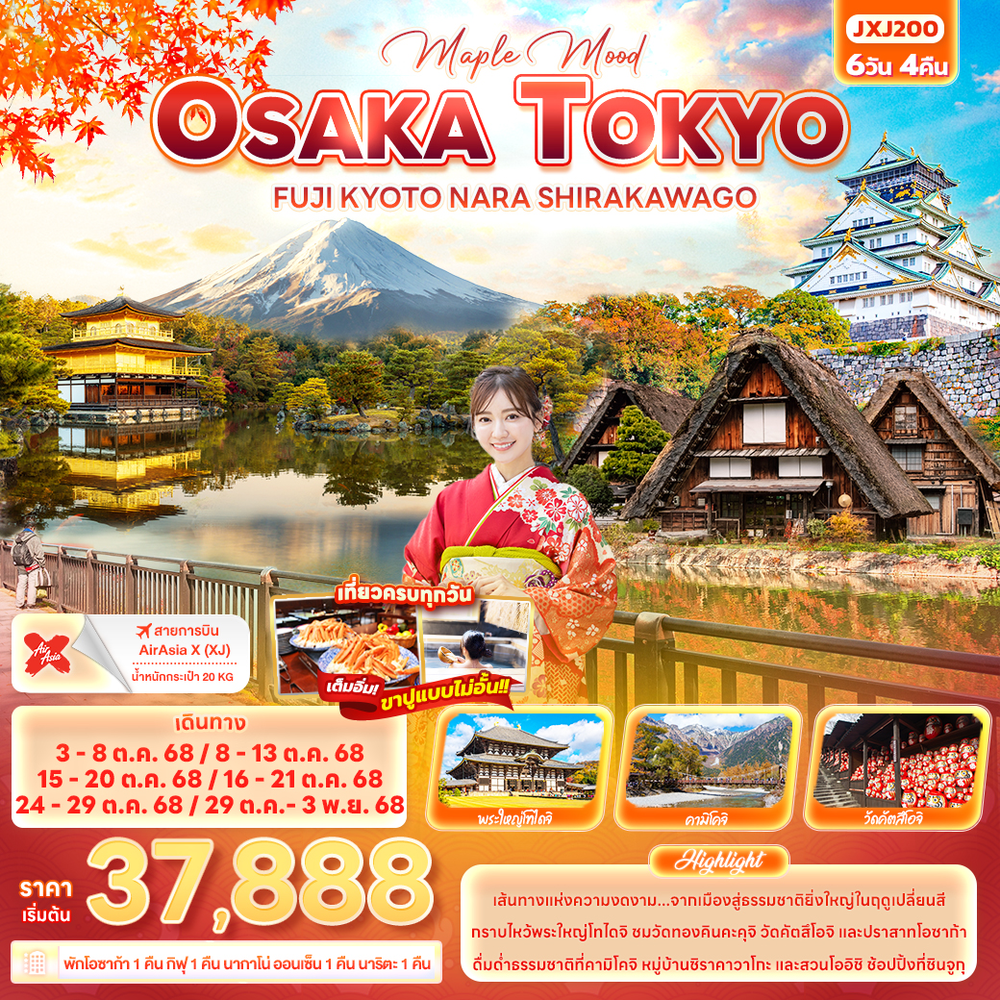 JXJ200
6วัน 4คืน
Maple Mood
OSAKA TOKYO
FUJI KYOTO NARA SHIRAKAWAGO
เที่ยวครบทุกวัน
เต็มอิ่ม! ขาปูแบบไม่อั้น!!
Air Asia X
สายการบิน
AirAsia X (XJ)
น้ำหนักกระเป๋า 20 KG
เดินทาง
3 - 8 ต.ค. 68 / 8 - 13 ต.ค. 68
15 - 20 ต.ค. 68 / 16 - 21 ต.ค. 68
24 - 29 ต.ค. 68 / 29 ต.ค.- 3 พ.ย. 68
พระใหญ่โทไดจิ
คามิโคจิ
วัดคัตสึโอจิ
ราคา
เริ่มต้น
37,888
พักโอซาก้า 1 คืน กิฟุ 1 คืน นากาโน่ ออนเซ็น 1 คืน นาริตะ 1 คืน
Highlight
เส้นทางแห่งความงดงาม...จากเมืองสู่ธรรมชาติยิ่งใหญ่ในฤดูเปลี่ยนสี
กราบไหว้พระใหญ่โทไดจิ ชมวัดทองคินคะคุจิ วัดคัตสึโอจิ และปราสาทโอซาก้า
ดื่มด่ำธรรมชาติที่คามิโคจิ หมู่บ้านชิราคาวาโกะ และสวนโออิชิ ช้อปปิ้งที่ชินจูกุ